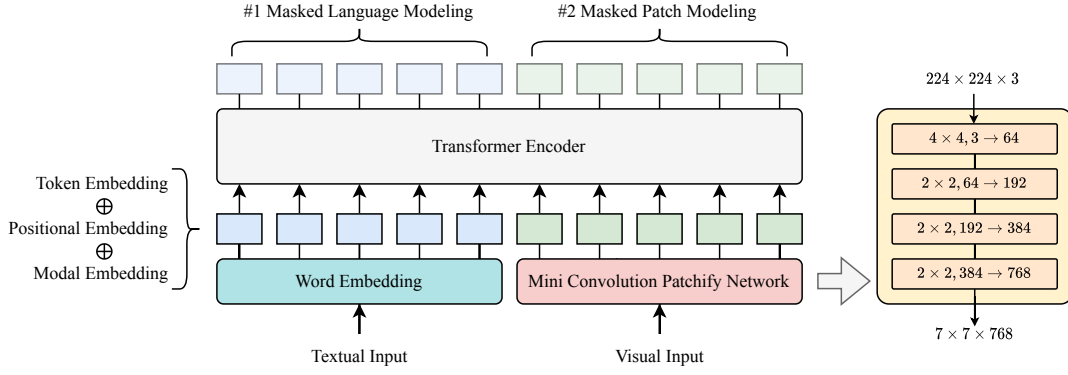 #1 Masked Language Modeling
#2 Masked Patch Modeling
Transformer Encoder
Token Embedding
⊕
Positional Embedding
⊕
Modal Embedding
Word Embedding
Mini Convolution Patchify Network
Textual Input
Visual Input
224 × 224 × 3
4 × 4, 3 → 64
2 × 2, 64 → 192
2 × 2, 192 → 384
2 × 2, 384 → 768
7 × 7 × 768